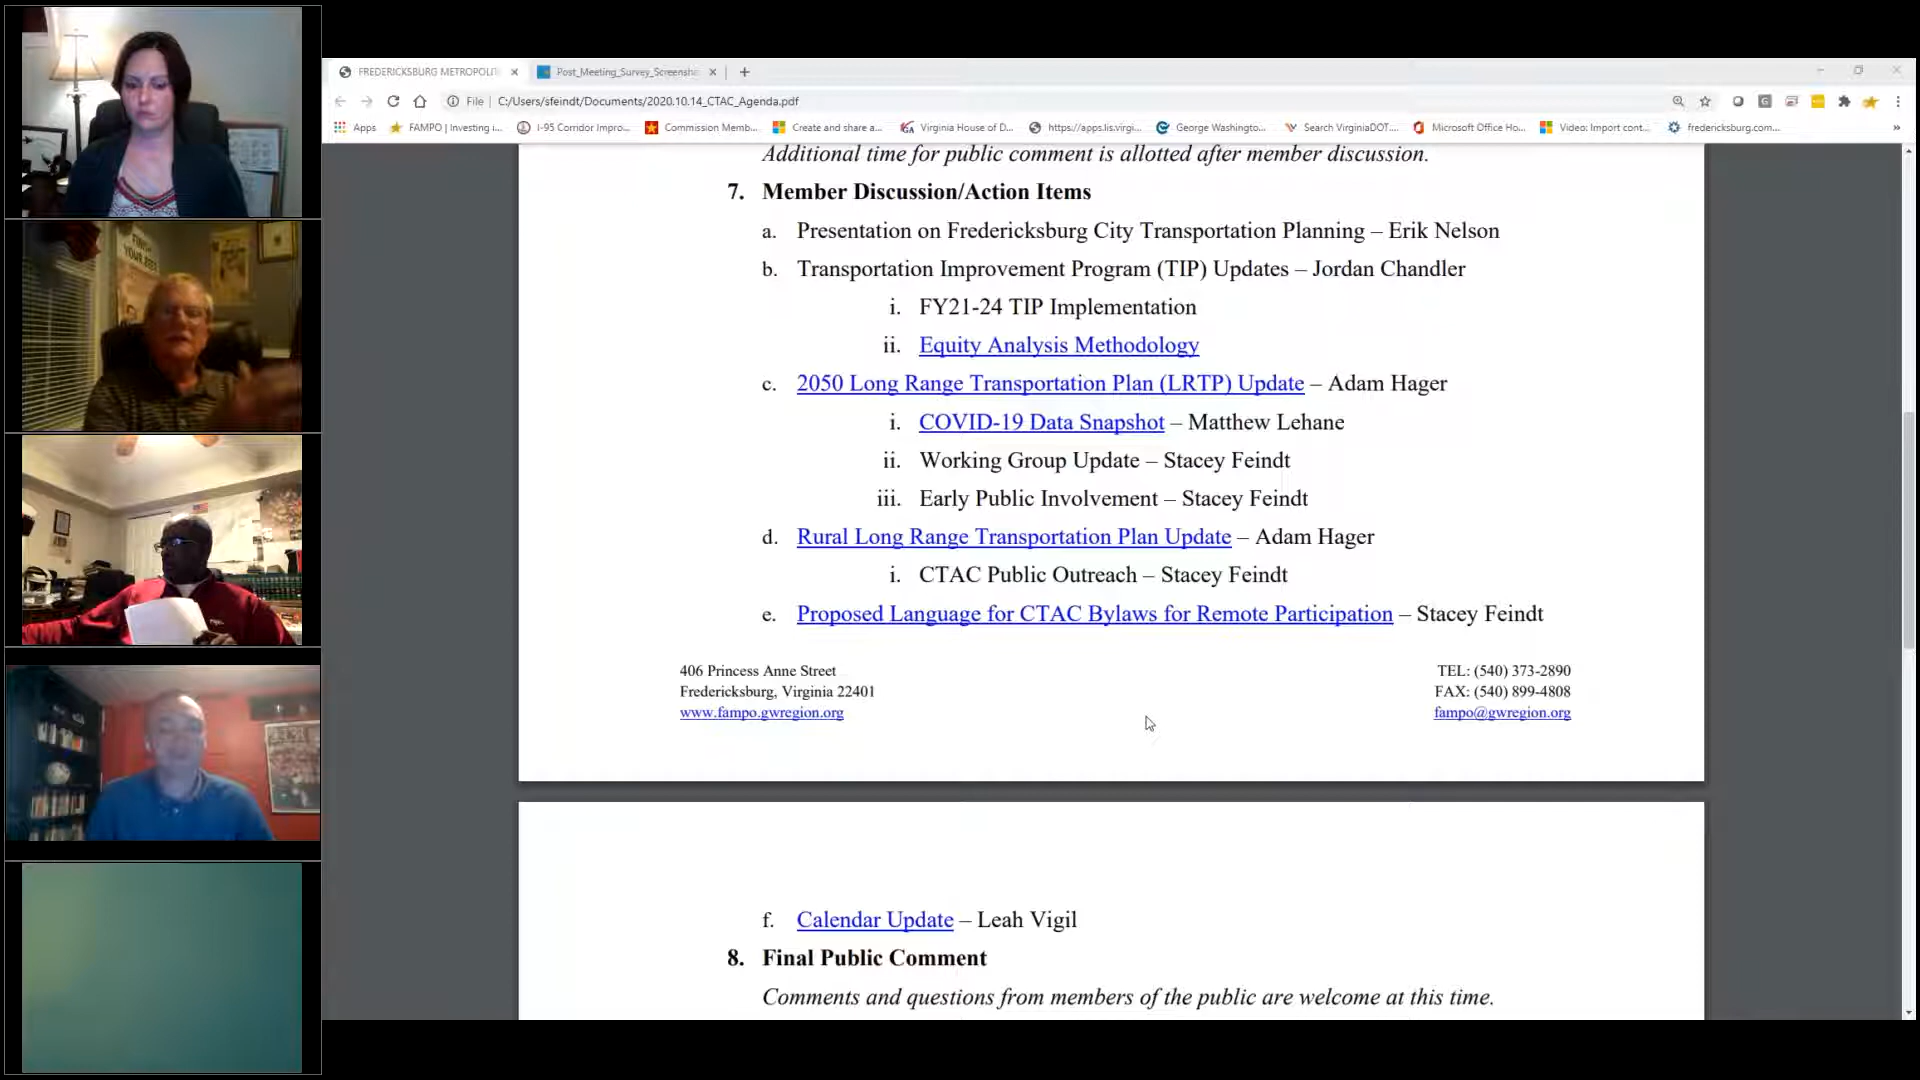 FREDERICKSBURG METROPOLI
Post_Meeting_Survey_Screensho
File | C:/Users/sfeindt/Documents/2020.10.14_CTAC_Agenda.pdf
Apps
FAMPO | Investing i...
I-95 Corridor Impro...
Commission Memb...
Create and share a...
Virginia House of D...
https://apps.lis.virgi...
George Washingto...
Search VirginiaDOT....
Microsoft Office Ho...
Video: Import cont...
fredericksburg.com...
»
FINISH
YOUR BEER
Additional time for public comment is allotted after member discussion.
7. Member Discussion/Action Items
a. Presentation on Fredericksburg City Transportation Planning – Erik Nelson
b. Transportation Improvement Program (TIP) Updates – Jordan Chandler
i. FY21-24 TIP Implementation
ii. Equity Analysis Methodology
c. 2050 Long Range Transportation Plan (LRTP) Update – Adam Hager
i. COVID-19 Data Snapshot – Matthew Lehane
ii. Working Group Update – Stacey Feindt
iii. Early Public Involvement – Stacey Feindt
d. Rural Long Range Transportation Plan Update – Adam Hager
i. CTAC Public Outreach – Stacey Feindt
e. Proposed Language for CTAC Bylaws for Remote Participation – Stacey Feindt
406 Princess Anne Street
Fredericksburg, Virginia 22401
www.fampo.gwregion.org
TEL: (540) 373-2890
FAX: (540) 899-4808
fampo@gwregion.org
f. Calendar Update – Leah Vigil
8. Final Public Comment
Comments and questions from members of the public are welcome at this time.